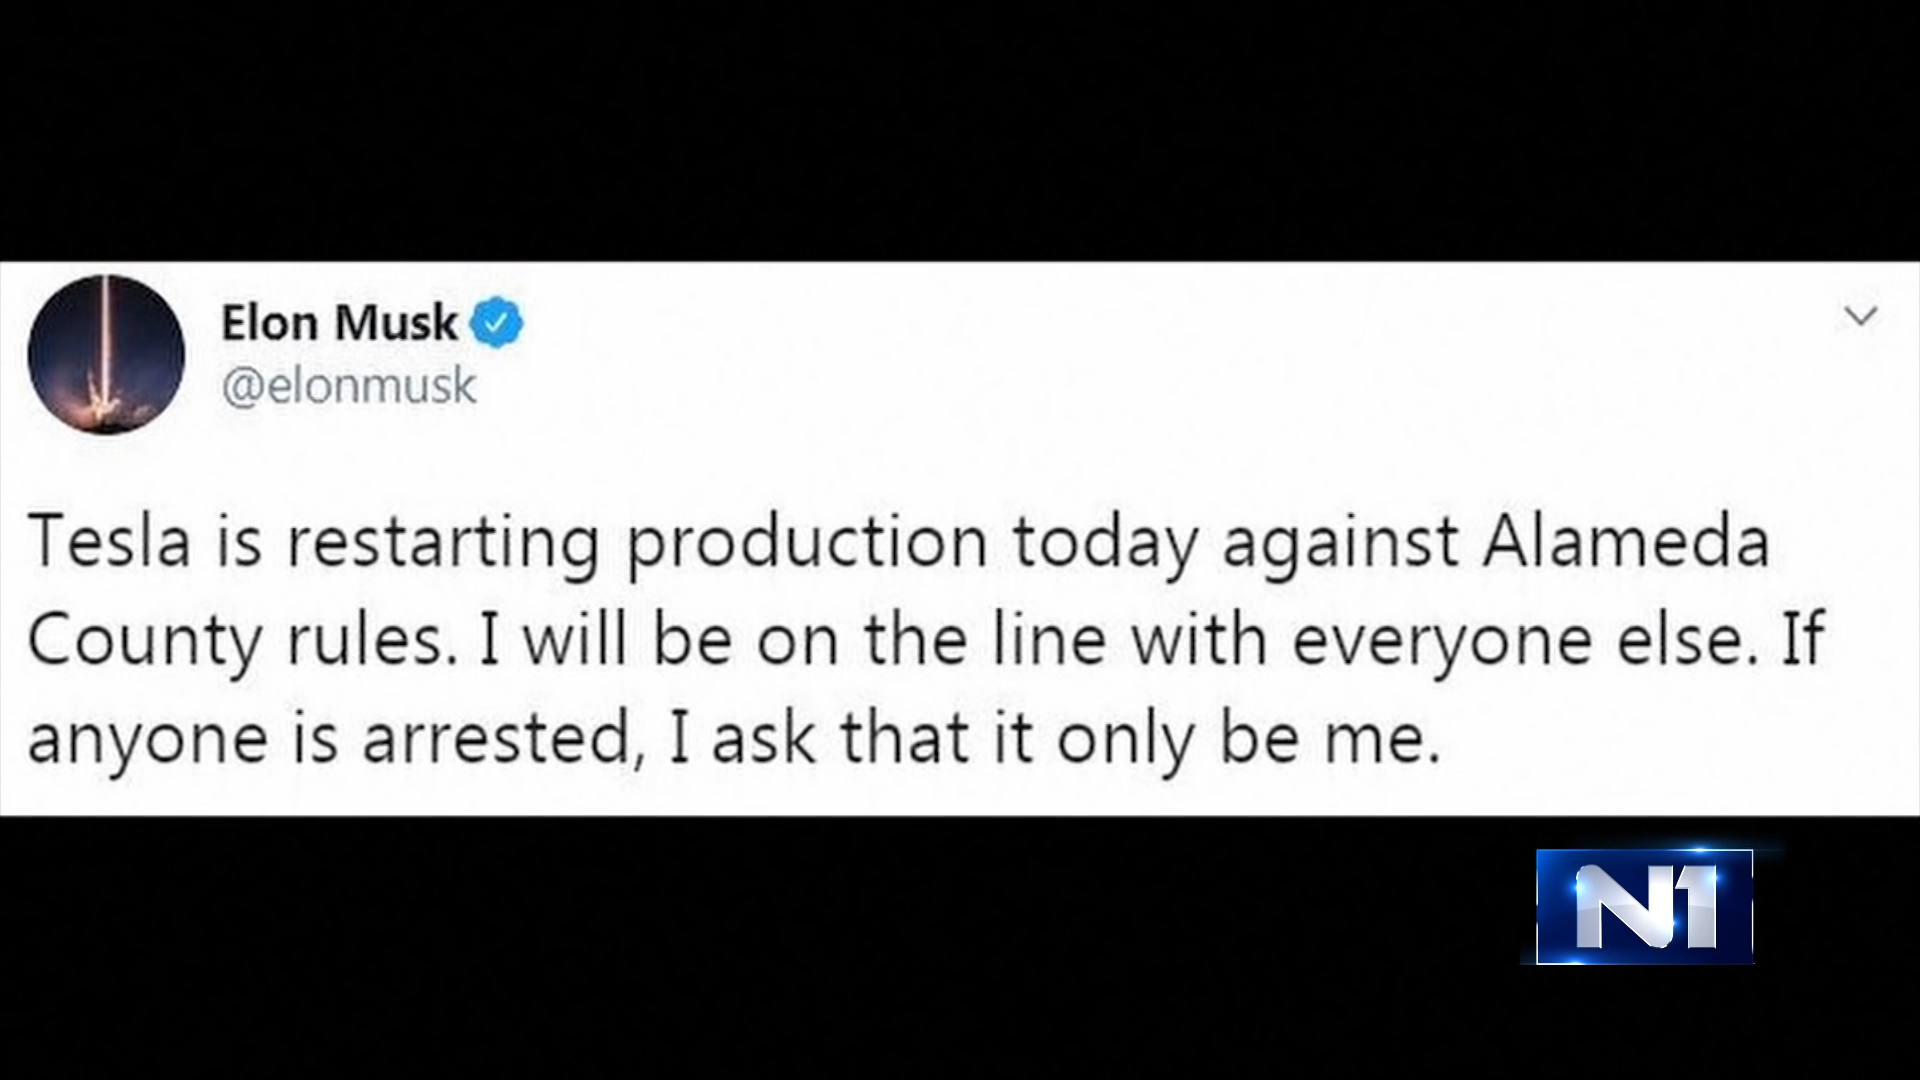 Elon Musk
@elonmusk
Tesla is restarting production today against Alameda
County rules. I will be on the line with everyone else. If
anyone is arrested, I ask that it only be me.
N1